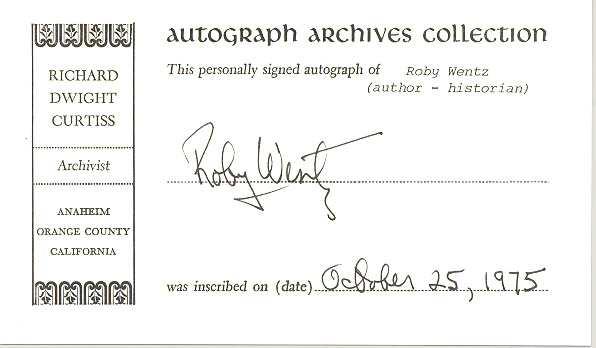 autograph archives collection
RICHARD
DWIGHT
CURTISS
Archivist
ANAHEIM
ORANGE COUNTY
CALIFORNIA
This personally signed autograph of Roby Wentz
(author - historian)
Roby Wentz
was inscribed on (date) October 25, 1975